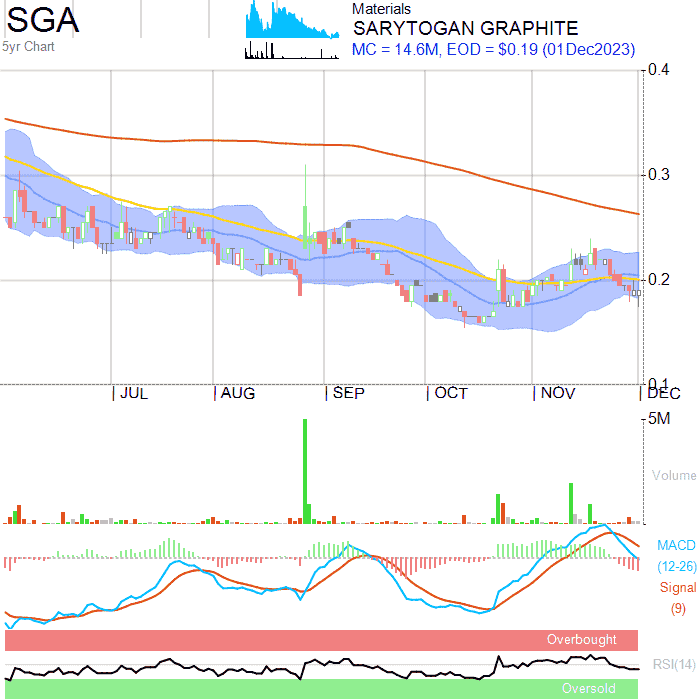 SGA
5yr Chart
Materials
SARYTOGAN GRAPHITE
MC = 14.6M, EOD = $0.19 (01Dec2023)
0.4
0.3
0.2
0.1
JUL
AUG
SEP
OCT
NOV
DEC
5M
Volume
MACD
(12-26)
Signal
(9)
Overbought
RSI(14)
Oversold